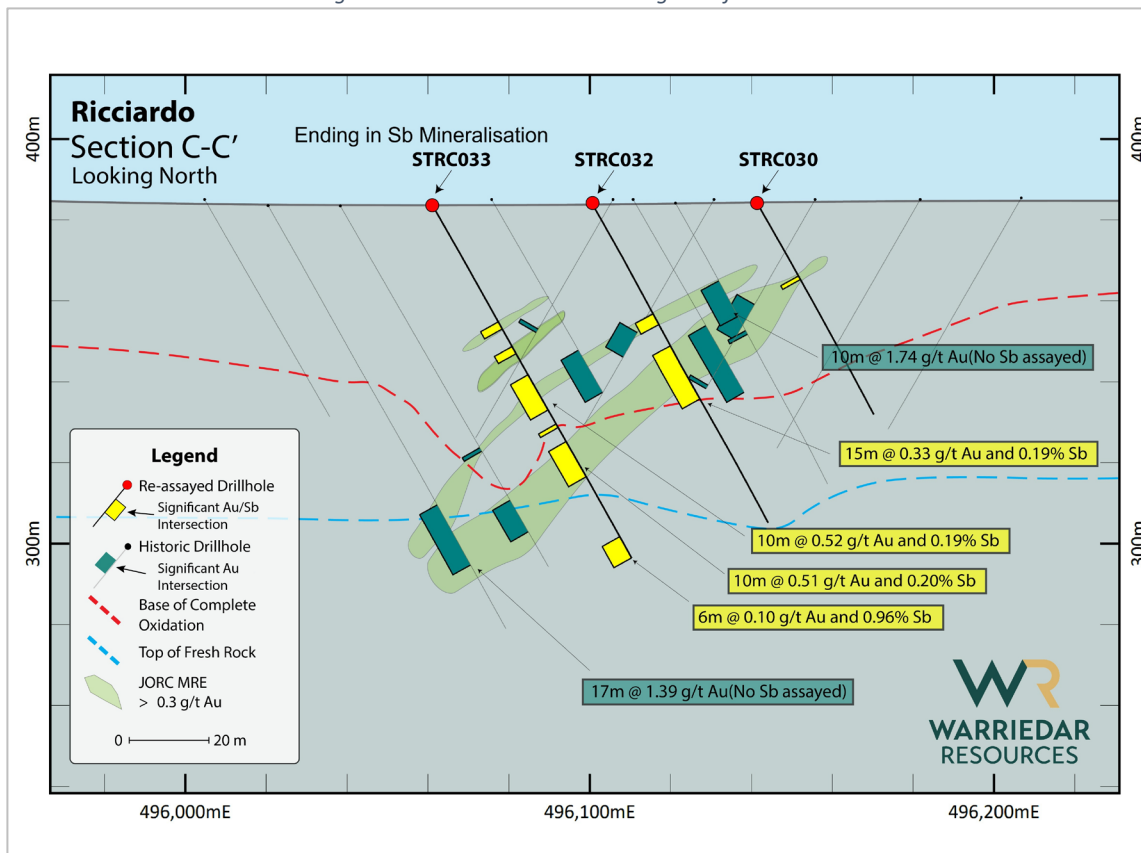 Ricciardo
Section C-C’
Looking North
Ending in Sb Mineralisation
STRC033
STRC032
STRC030
400m
400m
10m @ 1.74 g/t Au(No Sb assayed)
15m @ 0.33 g/t Au and 0.19% Sb
10m @ 0.52 g/t Au and 0.19% Sb
10m @ 0.51 g/t Au and 0.20% Sb
6m @ 0.10 g/t Au and 0.96% Sb
17m @ 1.39 g/t Au(No Sb assayed)
300m
300m
Legend
Re-assayed Drillhole
Significant Au/Sb
Intersection
Historic Drillhole
Significant Au
Intersection
Base of Complete
Oxidation
Top of Fresh Rock
JORC MRE
> 0.3 g/t Au
0 20 m
WR
WARRIEDAR
RESOURCES
496,000mE
496,100mE
496,200mE